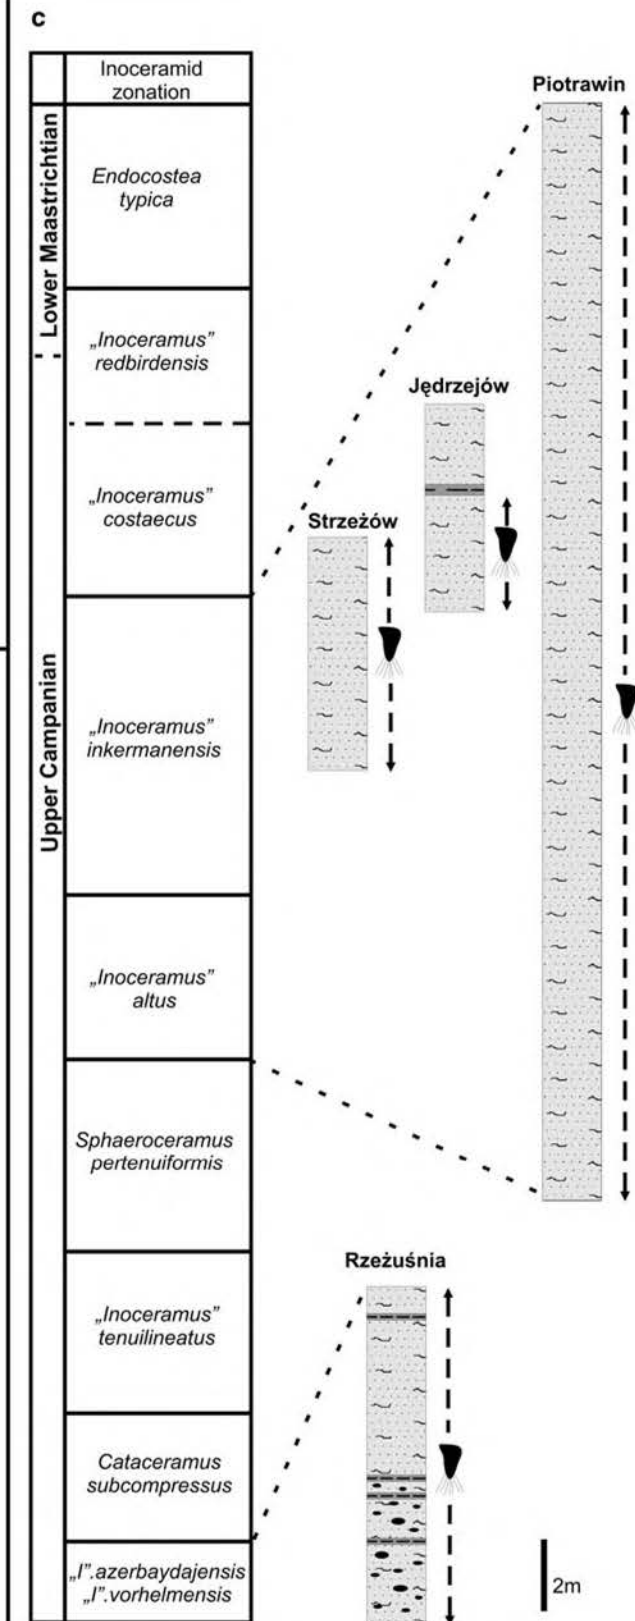 c
Inoceramid
zonation
Lower Maastrichtian
Upper Campanian
Endocostea
typica
„Inoceramus”
redbirdensis
„Inoceramus”
costaecus
„Inoceramus”
inkermanensis
„Inoceramus”
altus
Sphaeroceramus
pertenuiformis
„Inoceramus”
tenuilineatus
Cataceramus
subcompressus
„I”.azerbaydajensis
„I”.vorhelmensis
Piotrawin
Jędrzejów
Strzeżów
Rzeżuśnia
2m